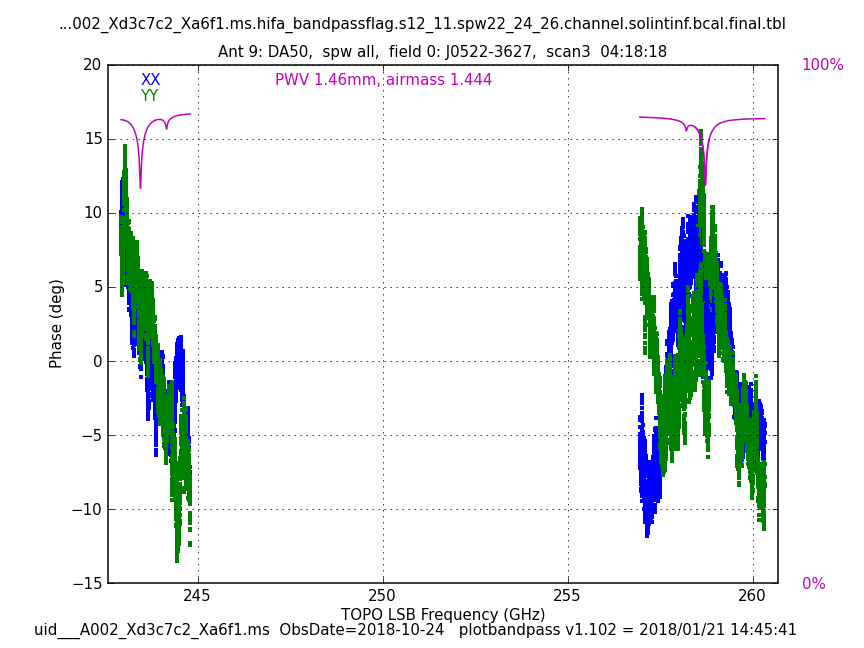 ...002_Xd3c7c2_Xa6f1.ms.hifa_bandpassflag.s12_11.spw22_24_26.channel.solintinf.bcal.final.tbl
Ant 9: DA50,  spw all,  field 0: J0522-3627,  scan3  04:18:18
20
100%
XX
PWV 1.46mm, airmass 1.444
YY
15
10
5
Phase (deg)
0
−5
−10
−15
0%
245
250
255
260
TOPO LSB Frequency (GHz)
uid___A002_Xd3c7c2_Xa6f1.ms  ObsDate=2018-10-24   plotbandpass v1.102 = 2018/01/21 14:45:41